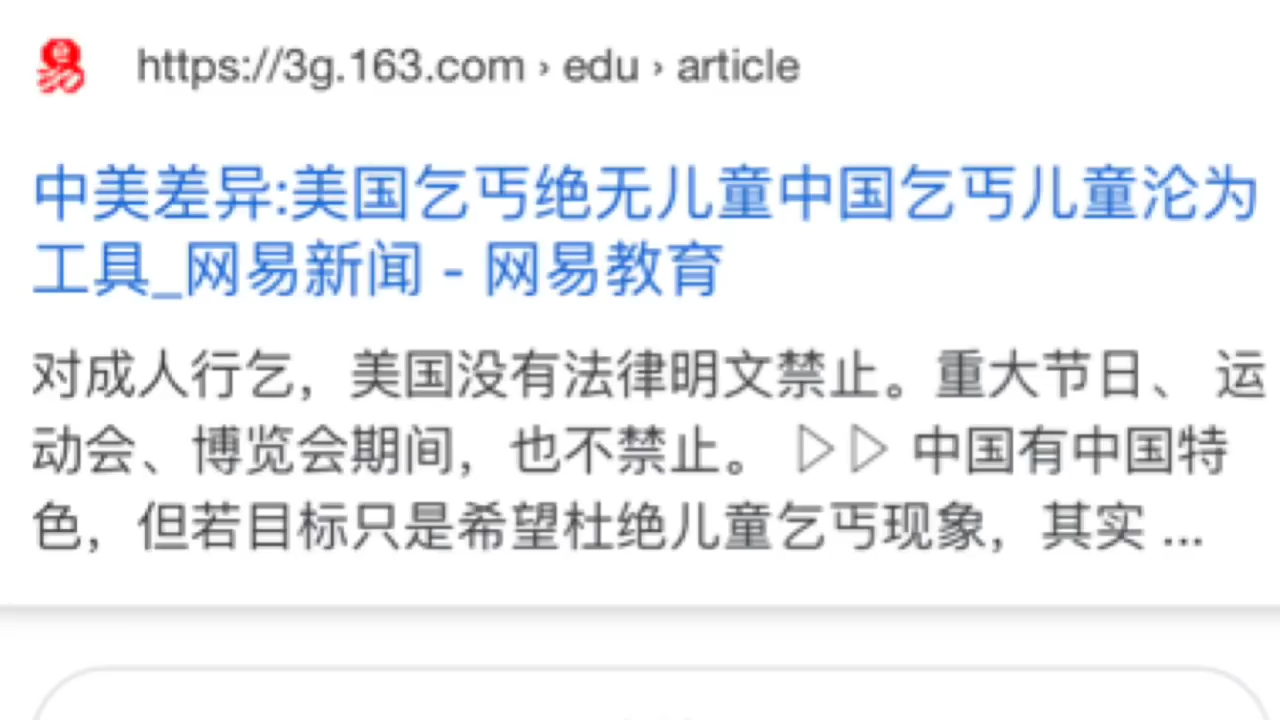 https://3g.163.com › edu › article
中美差异:美国乞丐绝无儿童中国乞丐儿童沦为
工具_网易新闻 - 网易教育
对成人行乞，美国没有法律明文禁止。重大节日、 运
动会、博览会期间，也不禁止。 ▷▷ 中国有中国特
色，但若目标只是希望杜绝儿童乞丐现象，其实 ...